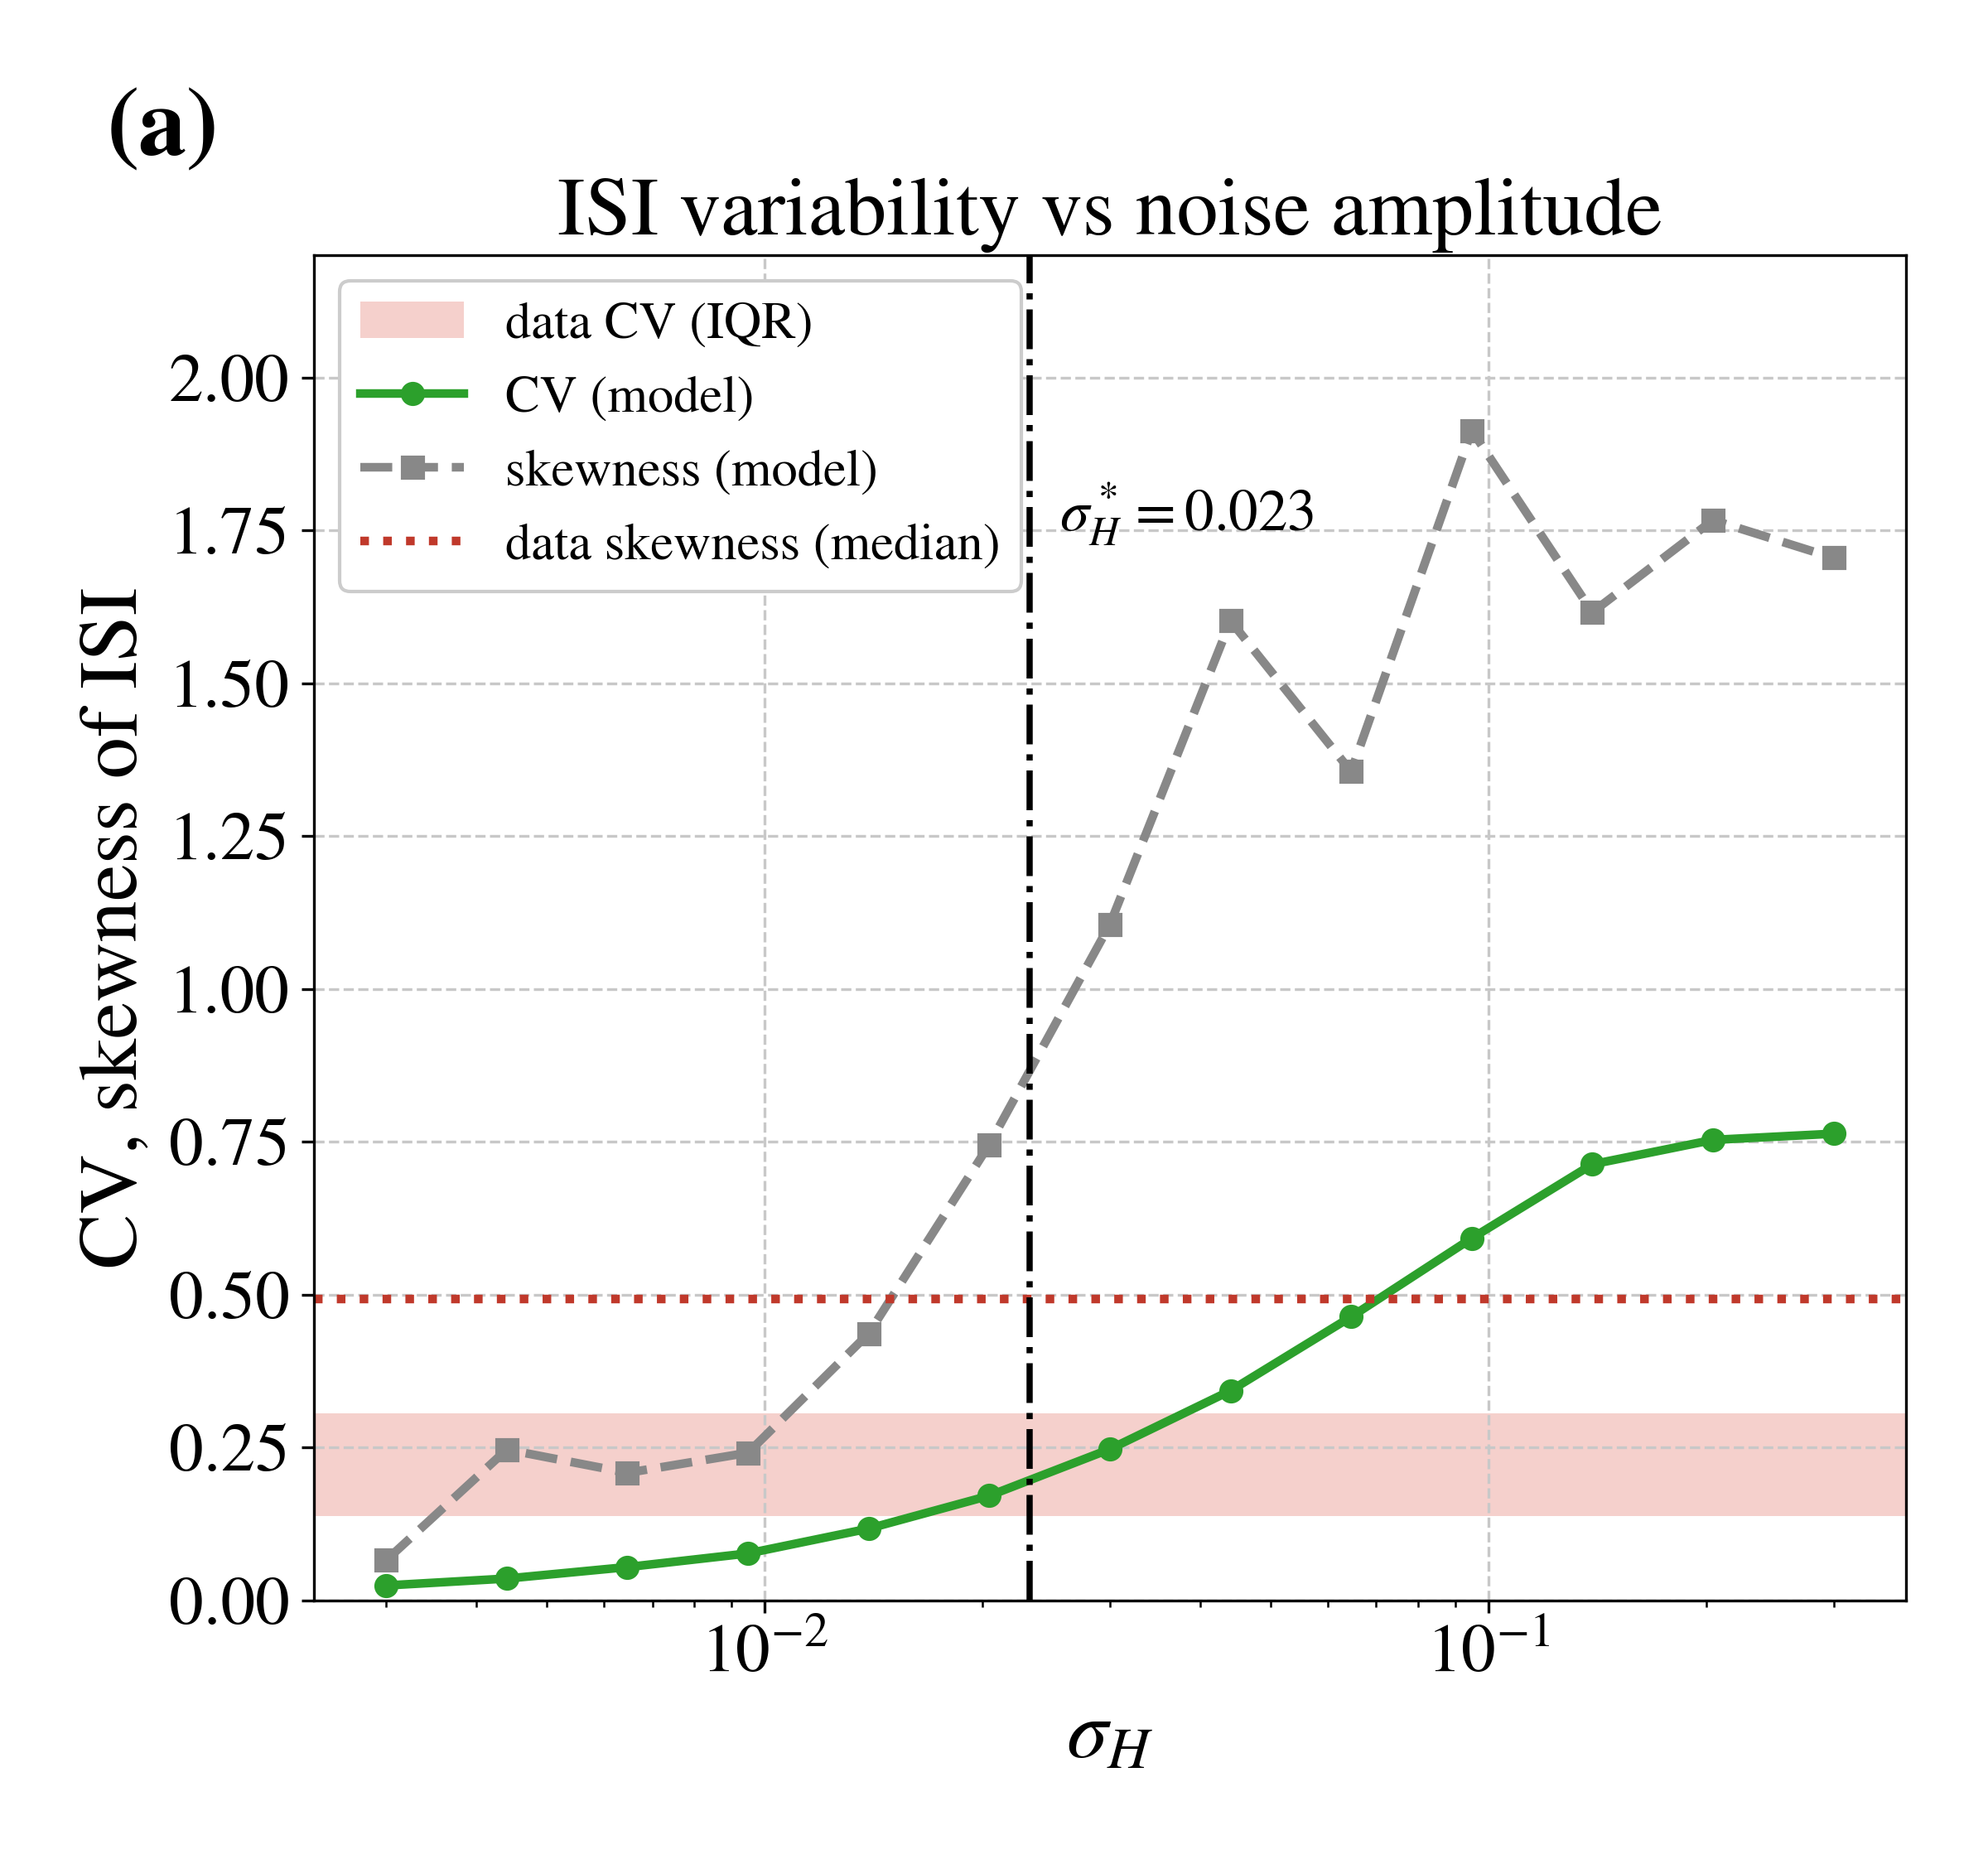 (a)
ISI variability vs noise amplitude
data CV (IQR)
CV (model)
skewness (model)
data skewness (median)
σ*_H = 0.023
CV, skewness of ISI
2.00
1.75
1.50
1.25
1.00
0.75
0.50
0.25
0.00
10⁻² 10⁻¹
σ_H